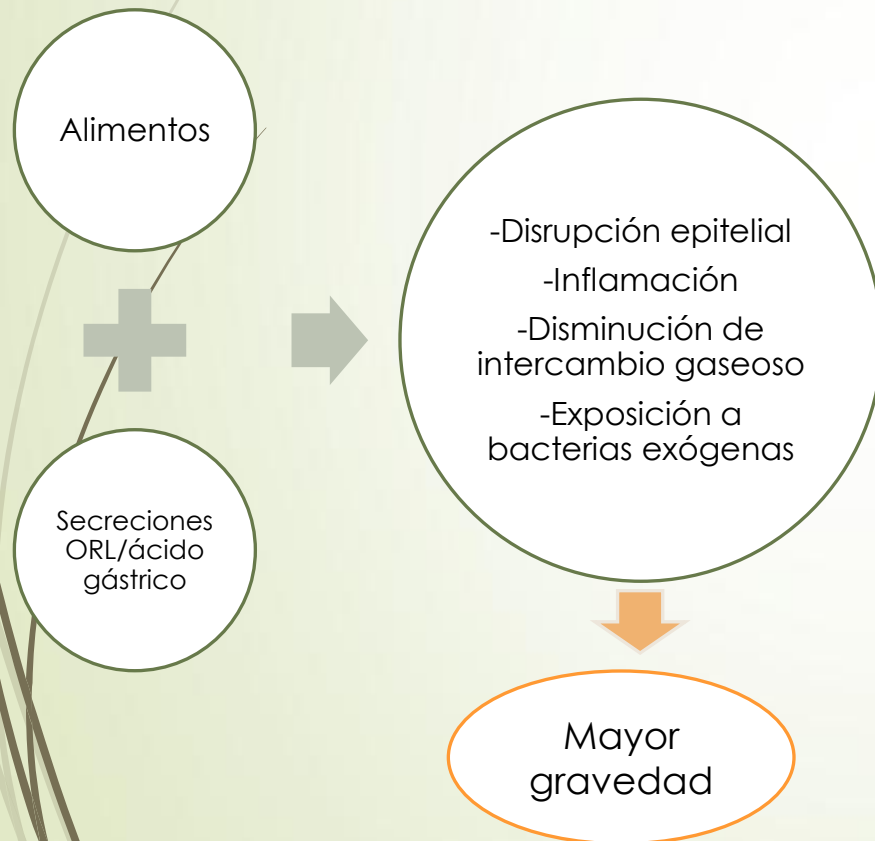 Alimentos
Secreciones
ORL/ácido
gástrico
-Disrupción epitelial
-Inflamación
-Disminución de
intercambio gaseoso
-Exposición a
bacterias exógenas
Mayor
gravedad